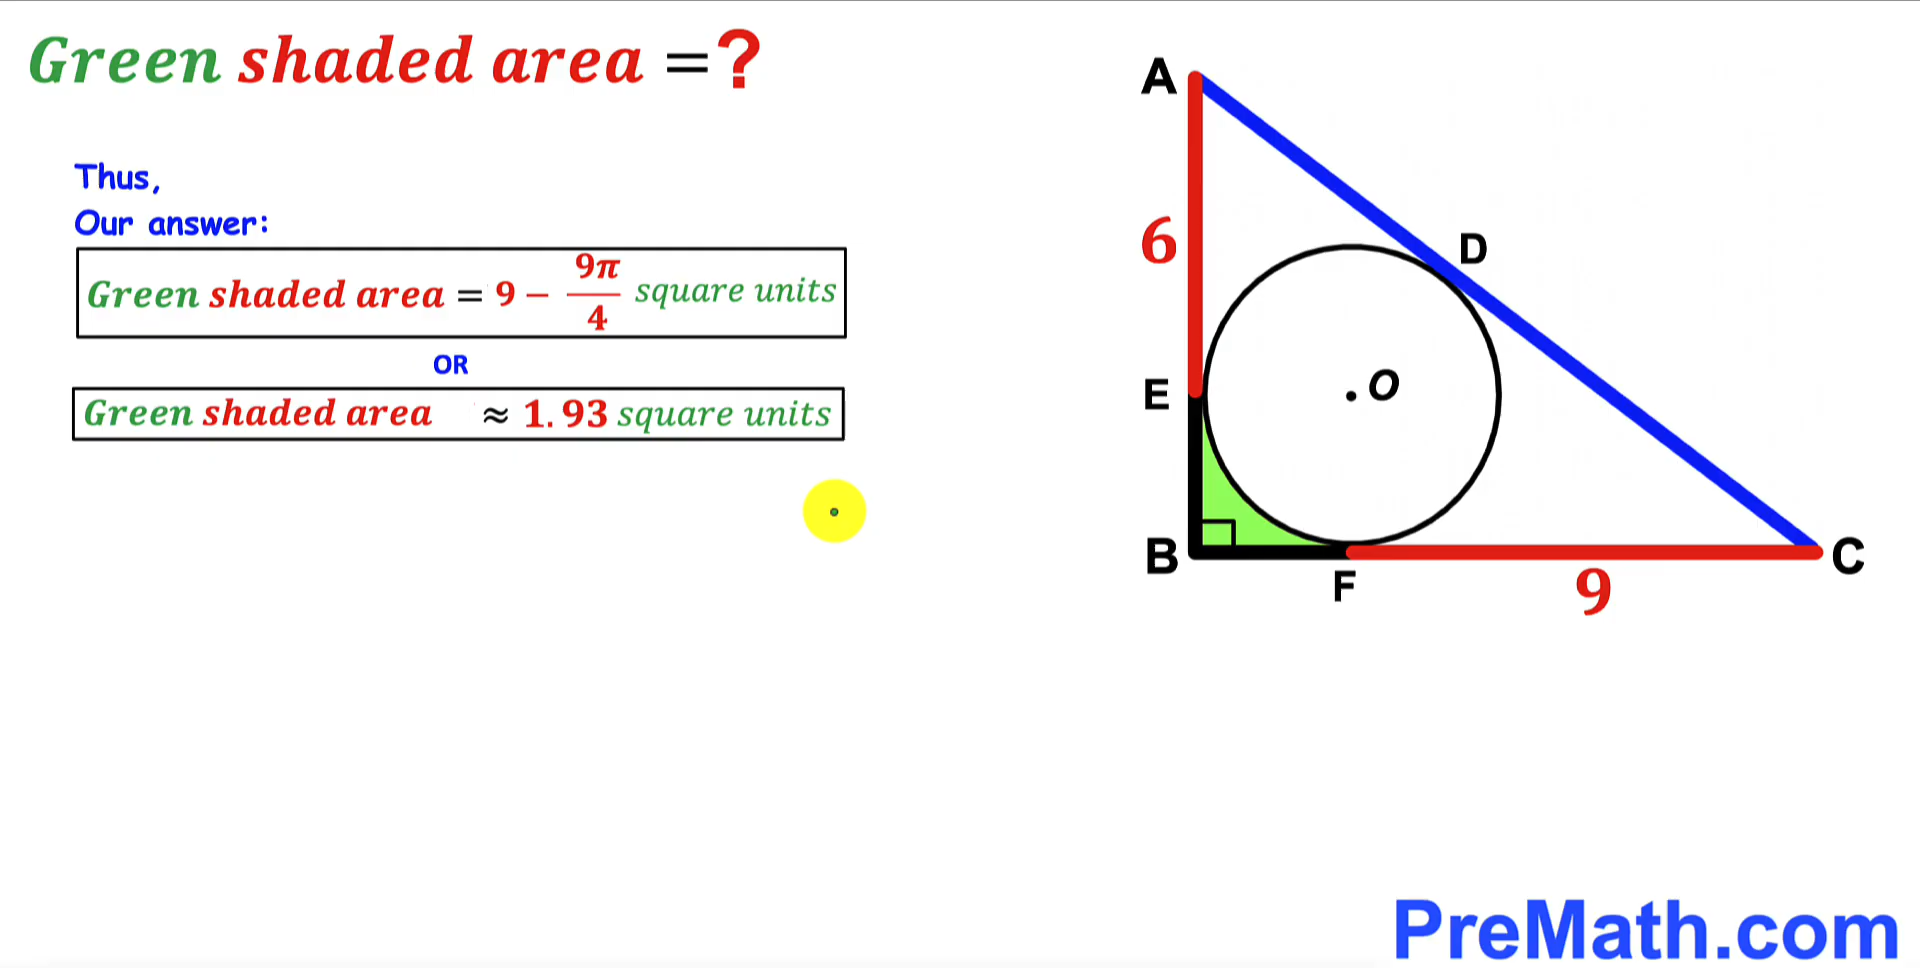 Green shaded area =?
Thus,
Our answer:
Green shaded area = 9 − 9π/4 square units
OR
Green shaded area ≈ 1.93 square units
A
6
D
E
O
B
F
9
C
PreMath.com